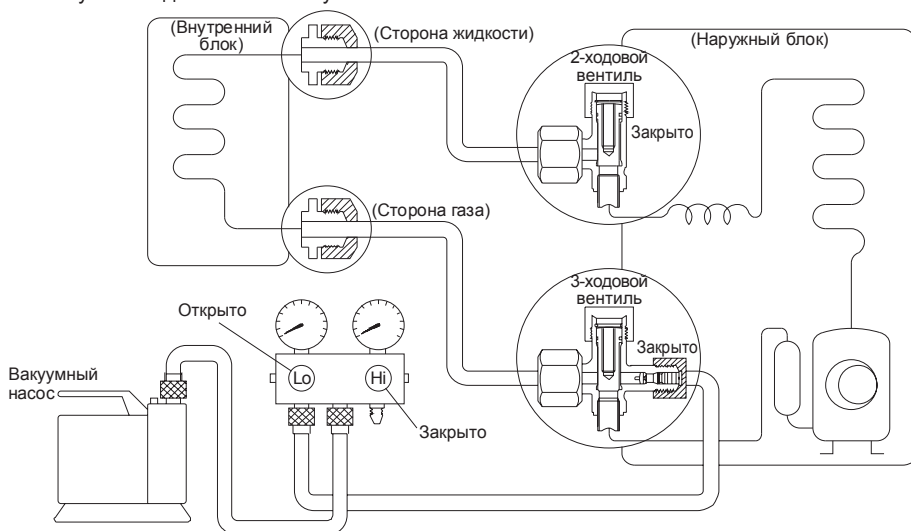 (Внутренний
блок)
(Сторона жидкости)
2-ходовой
вентиль
(Наружный блок)
Закрыто
(Сторона газа)
3-ходовой
вентиль
Закрыто
Открыто
Вакуумный
насос
Lo
Hi
Закрыто